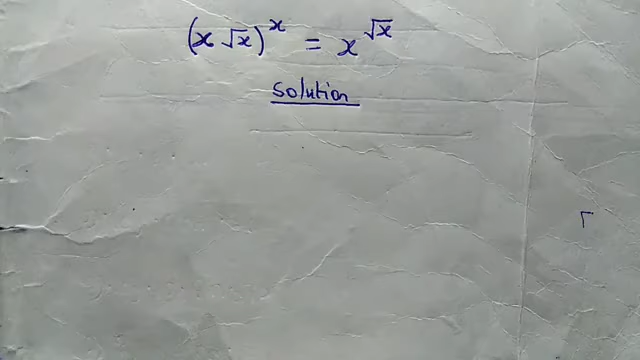 (x √x)^x = x^√x
Solution